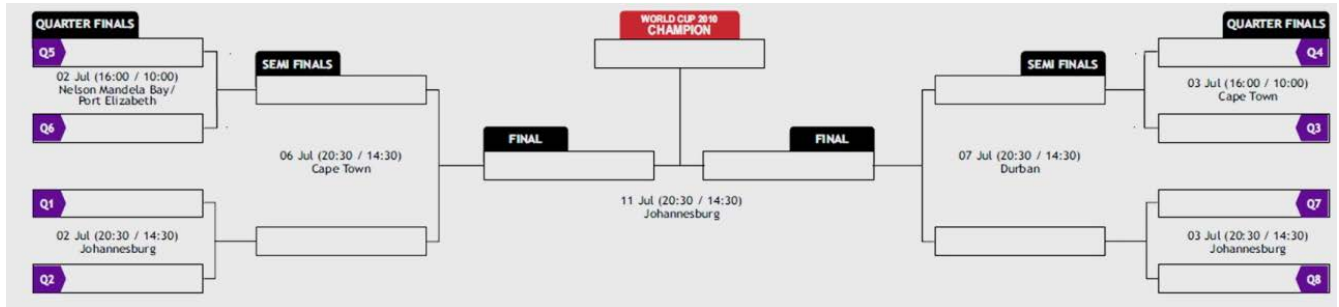 QUARTER FINALS
Q5
02 Jul (16:00 / 10:00)
Nelson Mandela Bay/
Port Elizabeth
Q6
Q1
02 Jul (20:30 / 14:30)
Johannesburg
Q2
SEMI FINALS
06 Jul (20:30 / 14:30)
Cape Town
FINAL
WORLD CUP 2010
CHAMPION
11 Jul (20:30 / 14:30)
Johannesburg
FINAL
SEMI FINALS
07 Jul (20:30 / 14:30)
Durban
QUARTER FINALS
Q4
03 Jul (16:00 / 10:00)
Cape Town
Q3
Q7
03 Jul (20:30 / 14:30)
Johannesburg
Q8